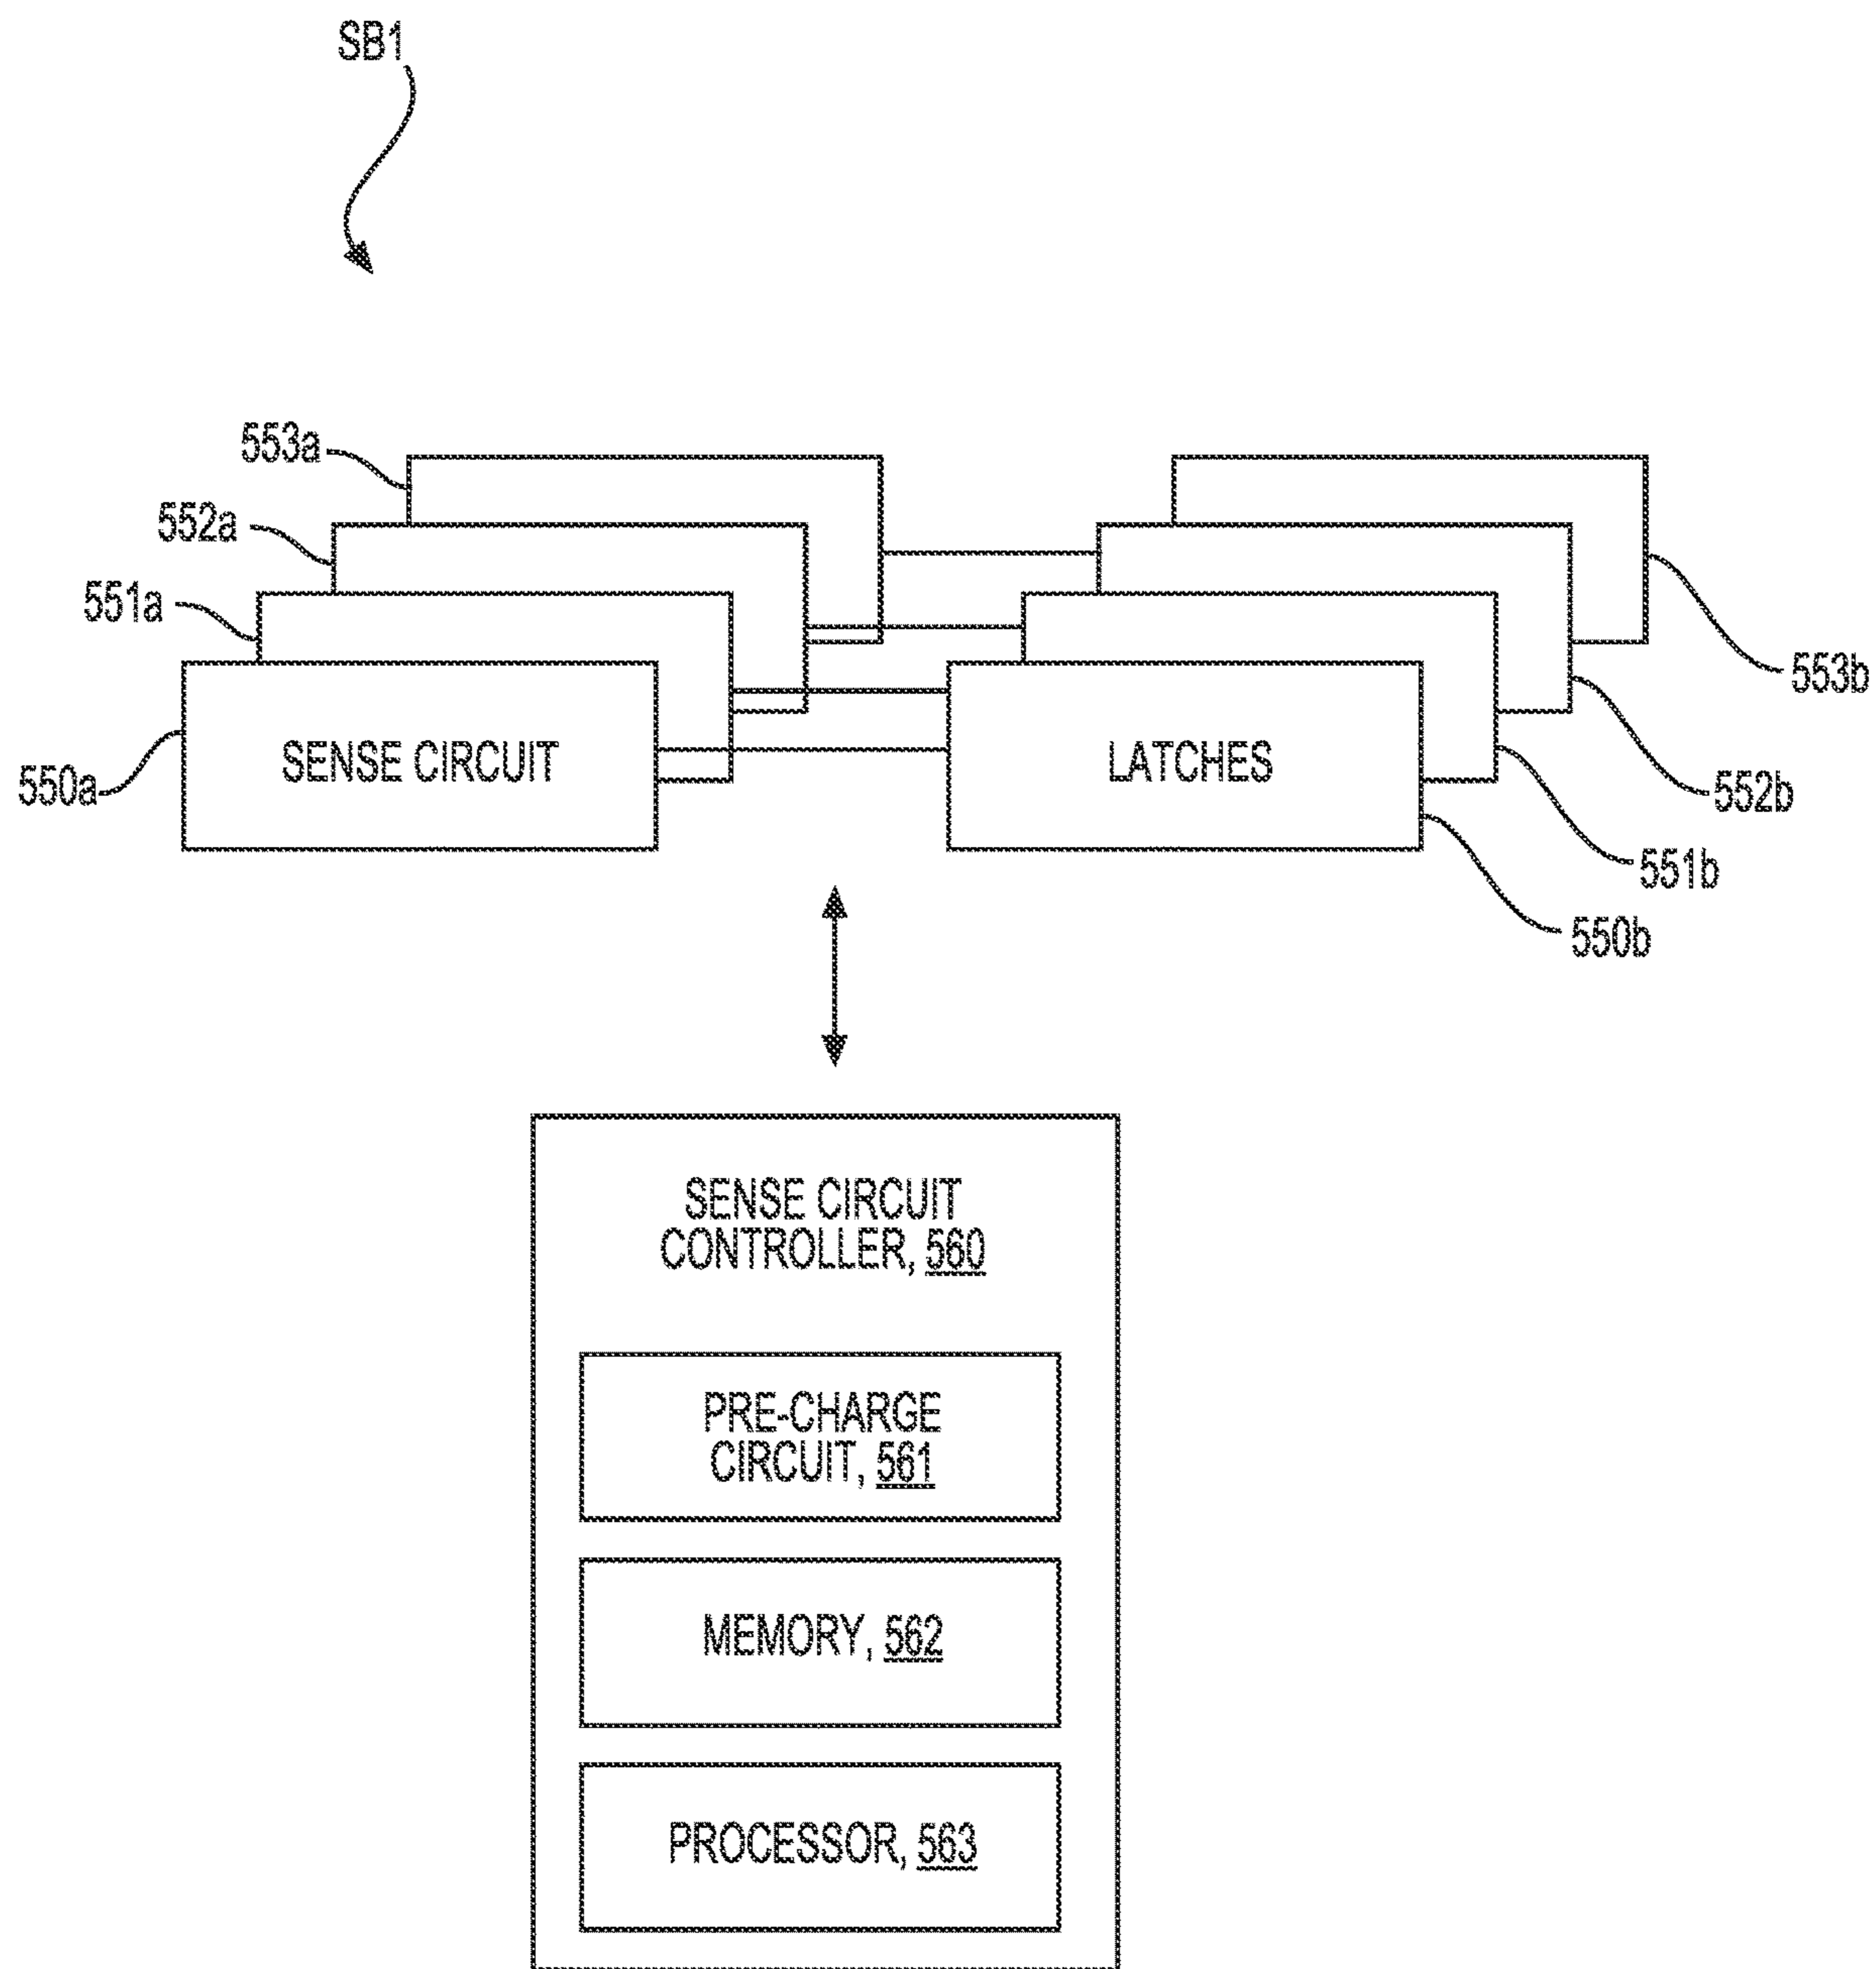 SB1
553a
552a
551a
550a
SENSE CIRCUIT
LATCHES
553b
552b
551b
550b
SENSE CIRCUIT
CONTROLLER, 560
PRE-CHARGE
CIRCUIT, 561
MEMORY, 562
PROCESSOR, 563